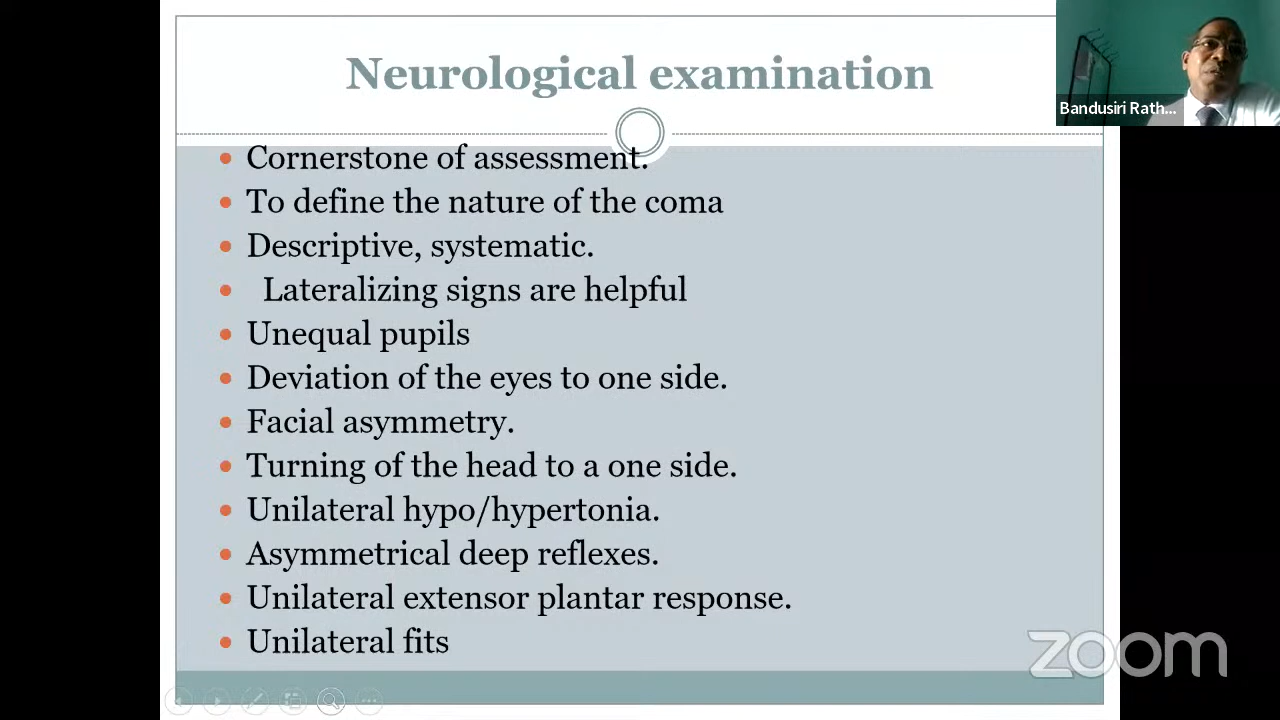 Neurological examination
Bandusiri Rath...
Cornerstone of assessment.
To define the nature of the coma
Descriptive, systematic.
Lateralizing signs are helpful
Unequal pupils
Deviation of the eyes to one side.
Facial asymmetry.
Turning of the head to a one side.
Unilateral hypo/hypertonia.
Asymmetrical deep reflexes.
Unilateral extensor plantar response.
Unilateral fits
zoom